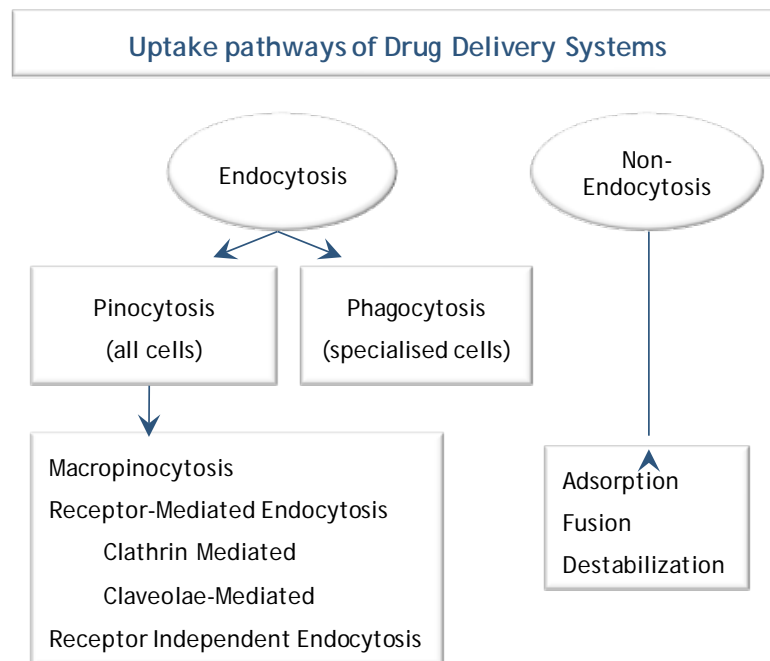 Uptake pathways of Drug Delivery Systems
Endocytosis
Non-
Endocytosis
Pinocytosis
(all cells)
Phagocytosis
(specialised cells)
Macropinocytosis
Receptor-Mediated Endocytosis
Clathrin Mediated
Claveolae-Mediated
Receptor Independent Endocytosis
Adsorption
Fusion
Destabilization